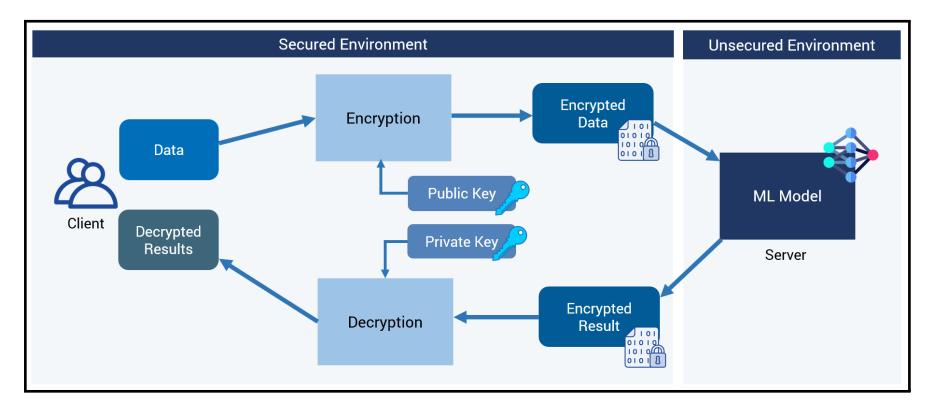 Secured Environment
Unsecured Environment
Encryption
Encrypted
Data
Data
Public Key
ML Model
Client
Decrypted
Results
Private Key
Server
Decryption
Encrypted
Result